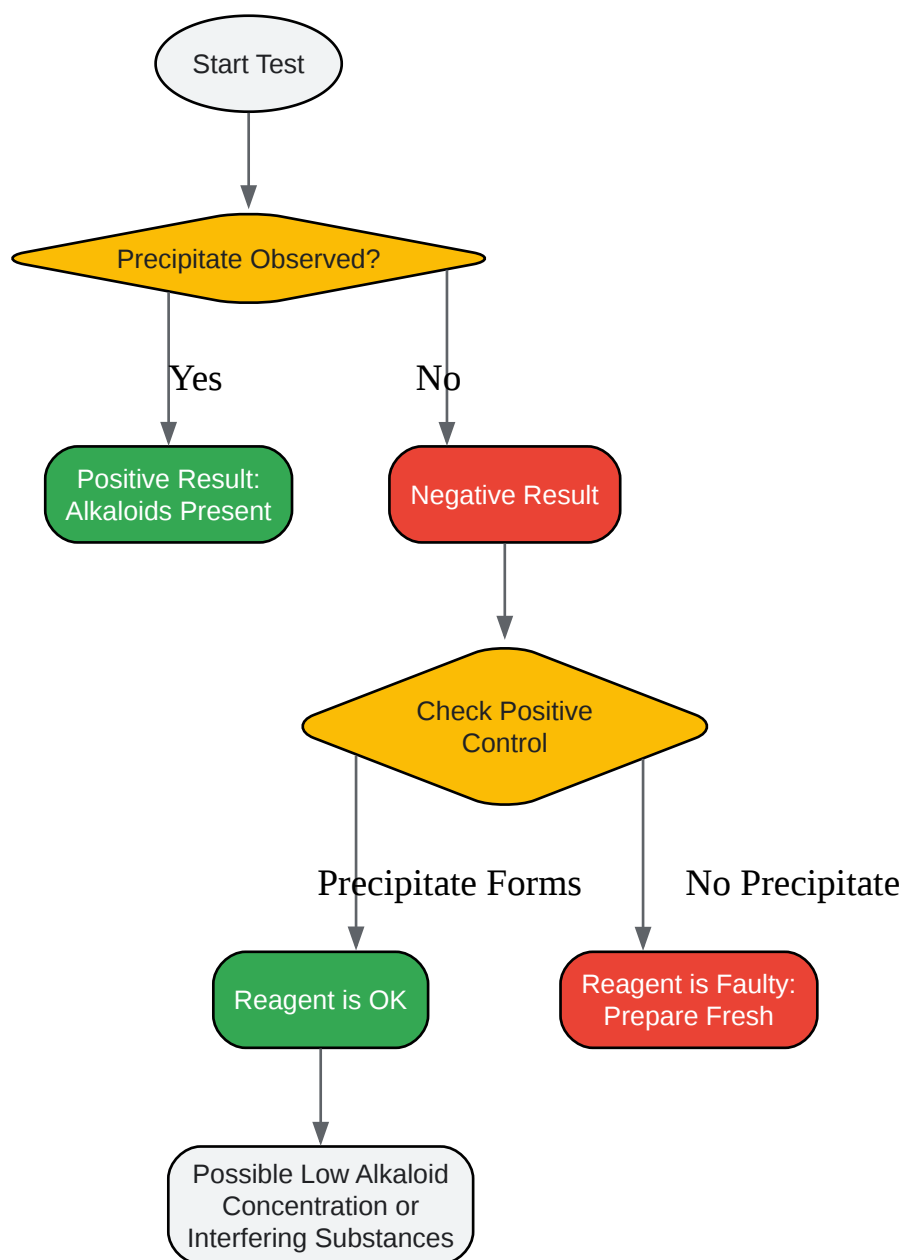 Start Test
Precipitate Observed?
Yes
No
Positive Result:
Alkaloids Present
Negative Result
Check Positive
Control
Precipitate Forms
No Precipitate
Reagent is OK
Reagent is Faulty:
Prepare Fresh
Possible Low Alkaloid
Concentration or
Interfering Substances